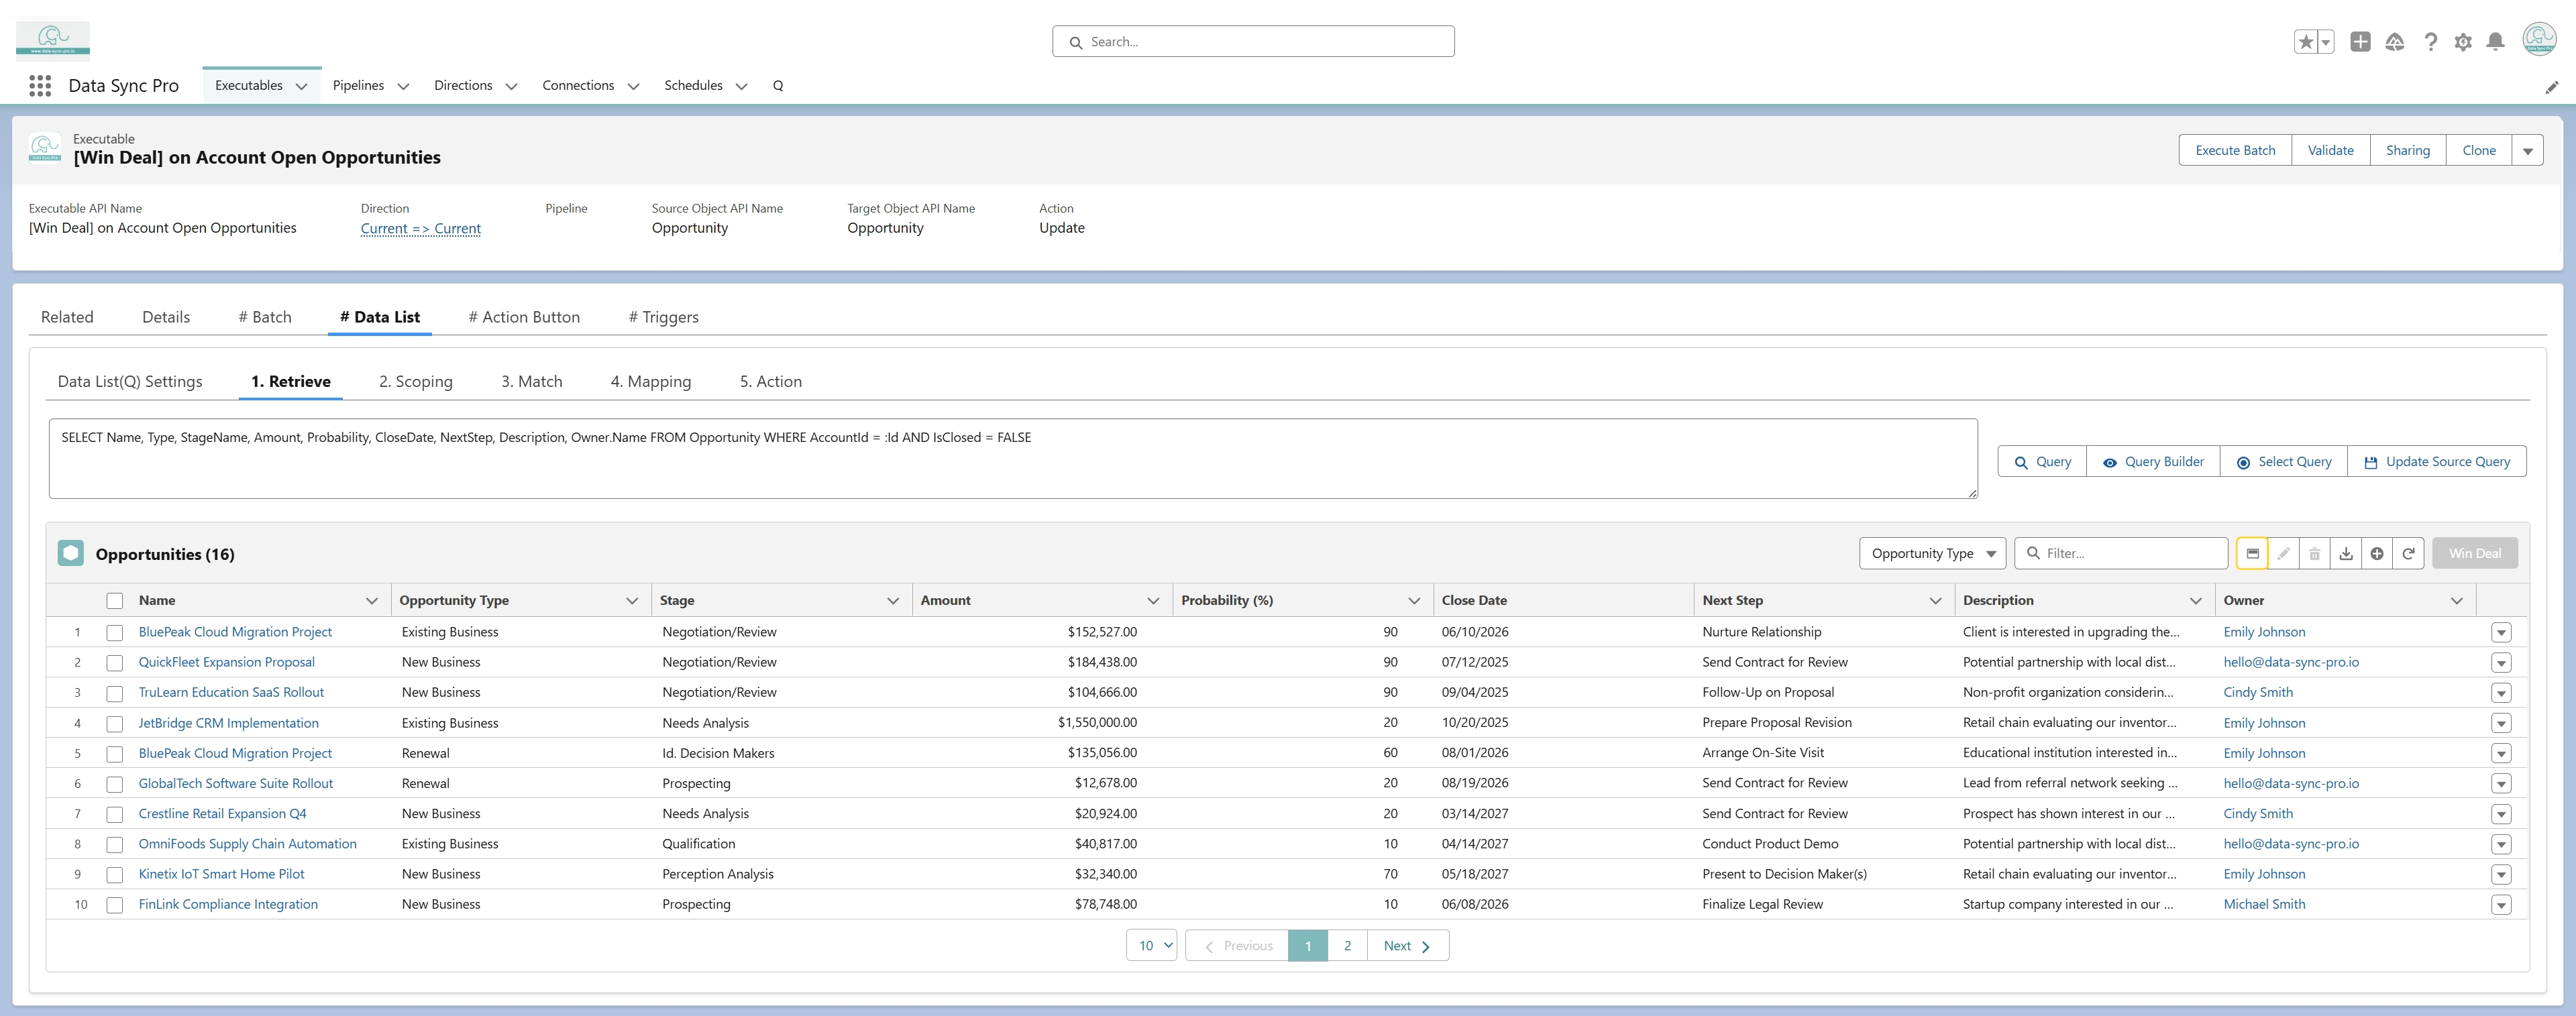 www.data-sync-pro.io
Search...
Data Sync Pro
Executables
Pipelines
Directions
Connections
Schedules
Q
Executable
[Win Deal] on Account Open Opportunities
Execute Batch
Validate
Sharing
Clone
Executable API Name Direction Pipeline Source Object API Name Target Object API Name Action
[Win Deal] on Account Open Opportunities Current => Current Opportunity Opportunity Update
Related Details # Batch # Data List # Action Button # Triggers
Data List(Q) Settings 1. Retrieve 2. Scoping 3. Match 4. Mapping 5. Action
SELECT Name, Type, StageName, Amount, Probability, CloseDate, NextStep, Description, Owner.Name FROM Opportunity WHERE AccountId = :Id AND IsClosed = FALSE
Query Query Builder Select Query Update Source Query
Opportunities (16) Opportunity Type Filter... Win Deal
Name Opportunity Type Stage Amount Probability (%) Close Date Next Step Description Owner
1 BluePeak Cloud Migration Project Existing Business Negotiation/Review $152,527.00 90 06/10/2026 Nurture Relationship Client is interested in upgrading the... Emily Johnson
2 QuickFleet Expansion Proposal New Business Negotiation/Review $184,438.00 90 07/12/2025 Send Contract for Review Potential partnership with local dist... hello@data-sync-pro.io
3 TruLearn Education SaaS Rollout New Business Negotiation/Review $104,666.00 90 09/04/2025 Follow-Up on Proposal Non-profit organization considerin... Cindy Smith
4 JetBridge CRM Implementation Existing Business Needs Analysis $1,550,000.00 20 10/20/2025 Prepare Proposal Revision Retail chain evaluating our inventor... Emily Johnson
5 BluePeak Cloud Migration Project Renewal Id. Decision Makers $135,056.00 60 08/01/2026 Arrange On-Site Visit Educational institution interested in... Emily Johnson
6 GlobalTech Software Suite Rollout Renewal Prospecting $12,678.00 20 08/19/2026 Send Contract for Review Lead from referral network seeking ... hello@data-sync-pro.io
7 Crestline Retail Expansion Q4 New Business Needs Analysis $20,924.00 20 03/14/2027 Send Contract for Review Prospect has shown interest in our ... Cindy Smith
8 OmniFoods Supply Chain Automation Existing Business Qualification $40,817.00 10 04/14/2027 Conduct Product Demo Potential partnership with local dist... hello@data-sync-pro.io
9 Kinetix IoT Smart Home Pilot New Business Perception Analysis $32,340.00 70 05/18/2027 Present to Decision Maker(s) Retail chain evaluating our inventor... Emily Johnson
10 FinLink Compliance Integration New Business Prospecting $78,748.00 10 06/08/2026 Finalize Legal Review Startup company interested in our ... Michael Smith
10 Previous 1 2 Next